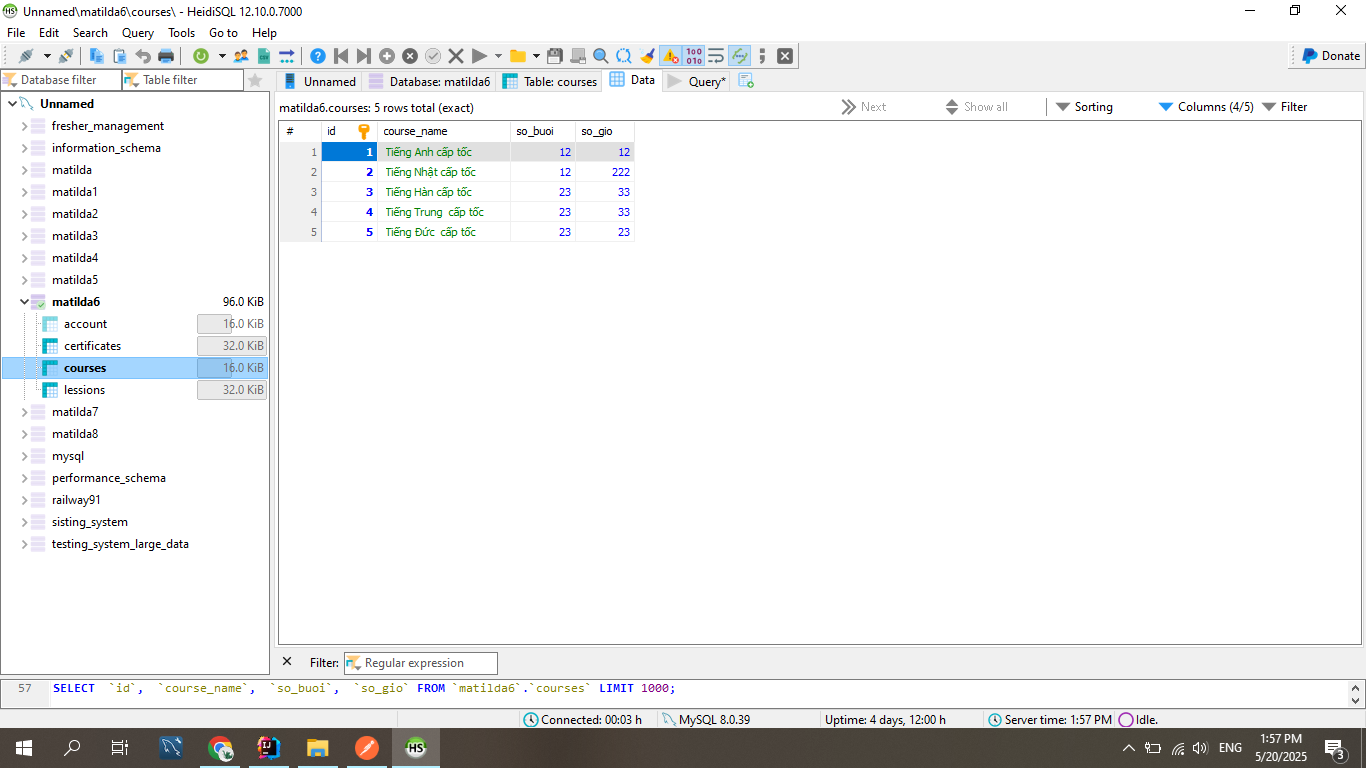 Unnamed\matilda6\courses\ - HeidiSQL 12.10.0.7000
File Edit Search Query Tools Go to Help
Donate
Database filter Table filter
Unnamed Database: matilda6 Table: courses Data Query*
matilda6.courses: 5 rows total (exact) Next Show all Sorting Columns (4/5) Filter
Unnamed
fresher_management
information_schema
matilda
matilda1
matilda2
matilda3
matilda4
matilda5
matilda6 96.0 KiB
account 16.0 KiB
certificates 32.0 KiB
courses 16.0 KiB
lessions 32.0 KiB
matilda7
matilda8
mysql
performance_schema
railway91
sisting_system
testing_system_large_data
# id course_name so_buoi so_gio
1 1 Tiếng Anh cấp tốc 12 12
2 2 Tiếng Nhật cấp tốc 12 222
3 3 Tiếng Hàn cấp tốc 23 33
4 4 Tiếng Trung  cấp tốc 23 33
5 5 Tiếng Đức  cấp tốc 23 23
Filter: Regular expression
57 SELECT  `id`,  `course_name`,  `so_buoi`,  `so_gio` FROM `matilda6`.`courses` LIMIT 1000;
Connected: 00:03 h MySQL 8.0.39 Uptime: 4 days, 12:00 h Server time: 1:57 PM Idle.
HS ENG 1:57 PM
5/20/2025 3